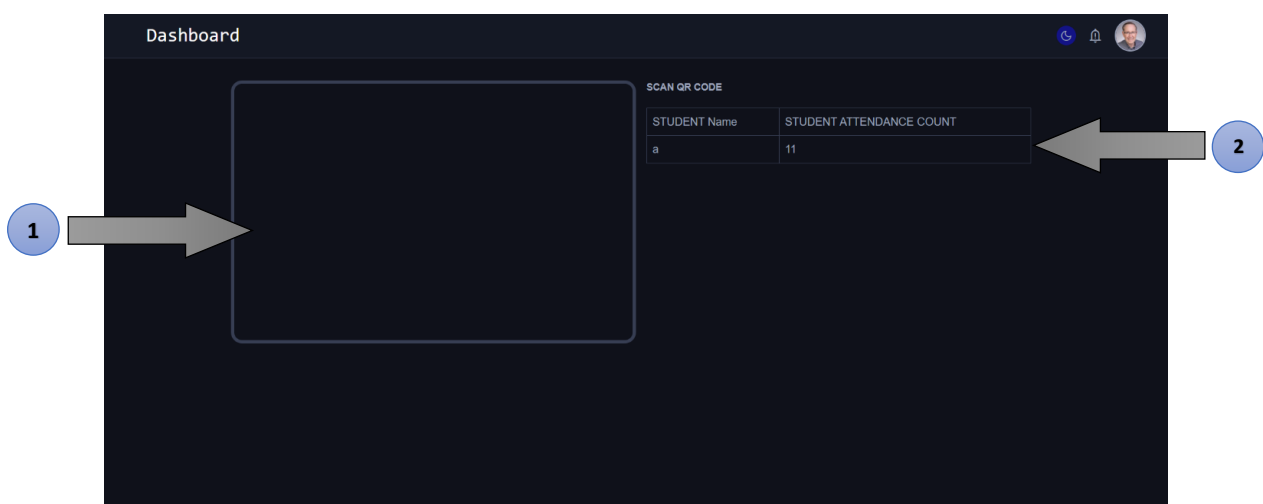 Dashboard
SCAN QR CODE
STUDENT Name STUDENT ATTENDANCE COUNT
a 11
1
2